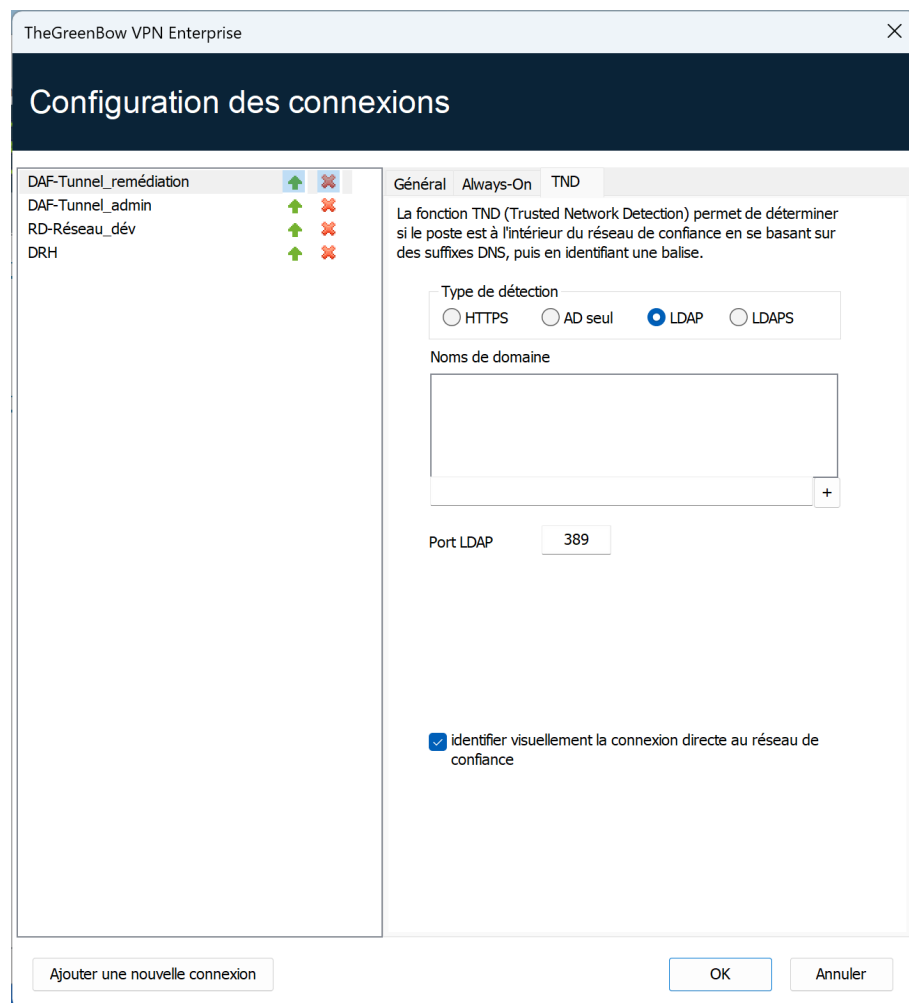 TheGreenBow VPN Enterprise
Configuration des connexions
DAF-Tunnel_remédiation
DAF-Tunnel_admin
RD-Réseau_dév
DRH
Général Always-On TND
La fonction TND (Trusted Network Detection) permet de déterminer
si le poste est à l'intérieur du réseau de confiance en se basant sur
des suffixes DNS, puis en identifiant une balise.
Type de détection
HTTPS AD seul LDAP LDAPS
Noms de domaine
+
Port LDAP 389
identifier visuellement la connexion directe au réseau de
confiance
Ajouter une nouvelle connexion OK Annuler